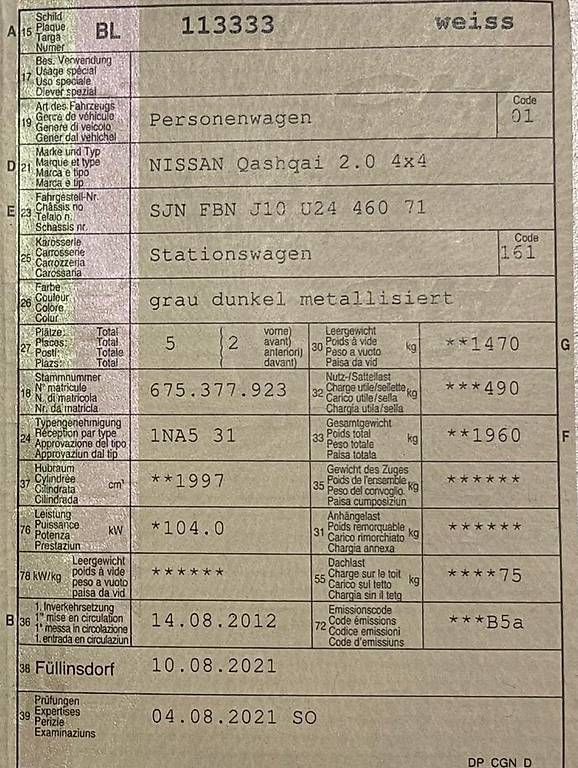 A 15 Schild Plaque Targa Numer BL 113333 weiss
17 Bes. Verwendung
Usage spécial
Uso speciale
Diever spezial
19 Art des Fahrzeugs
Genre de véhicule
Genere di veicolo
Gener dal vehichel
Personenwagen
Code
01
D 21 Marke und Typ
Marque et type
Marca e tipo
Marca e tip
NISSAN Qashqai 2.0 4x4
E 23 Fahrgestell-Nr.
Châssis no
Telaio n.
Schassis nr.
SJN FBN J10 U24 460 71
25 Karosserie
Carrosserie
Carrozzeria
Carossaria
Stationswagen
Code
161
26 Farbe
Couleur
Colore
Colur
grau dunkel metallisiert
27 Plätze: Total
Places: Total
Posti: Totale
Plazs: Total
5
2
vorne)
avant)
anteriori)
davant)
30 Leergewicht
Poids à vide
Peso a vuoto
Paisa da vid
kg
**1470
G
18 Stammnummer
N° matricule
N. di matricola
Nr. da matricla
675.377.923
32 Nutz-/Sattellast
Charge utile/sellette
Carico utile/sella
Chargia utila/sella
kg
***490
24 Typengenehmigung
Réception par type
Approvazione del tipo
Approvaziun dal tip
1NA5 31
33 Gesamtgewicht
Poids total
Peso totale
Paisa totala
kg
**1960
F
37 Hubraum
Cylindrée
Cilindrata
Cilindrada
cm³
**1997
35 Gewicht des Zuges
Poids de l'ensemble
Peso del convoglio
Paisa cumposiziun
kg
******
76 Leistung
Puissance
Potenza
Prestaziun
kW
*104.0
31 Anhängelast
Poids remorquable
Carico rimorchiato
Chargia annexa
kg
******
78 kW/kg
Leergewicht
poids à vide
peso a vuoto
paisa da vid
******
55 Dachlast
Charge sur le toit
Carico sul tetto
Chargia sin il tetg
kg
****75
B 36 1. Inverkehrsetzung
1re mise en circulation
1a messa in circolazione
1. entrada en circulaziun
14.08.2012
72 Emissionscode
Code émissions
Codice emissioni
Code d'emissiuns
***B5a
38 Füllinsdorf 10.08.2021
39 Prüfungen
Expertises
Perizie
Examinaziuns
04.08.2021 SO
DP CGN D